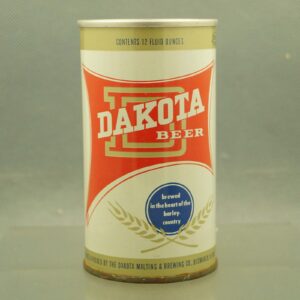 CONTENTS 12 FLUID OUNCES
D
DAKOTA
BEER
brewed
in the heart of the
barley
country
BY THE DAKOTA MALTING & BREWING CO.